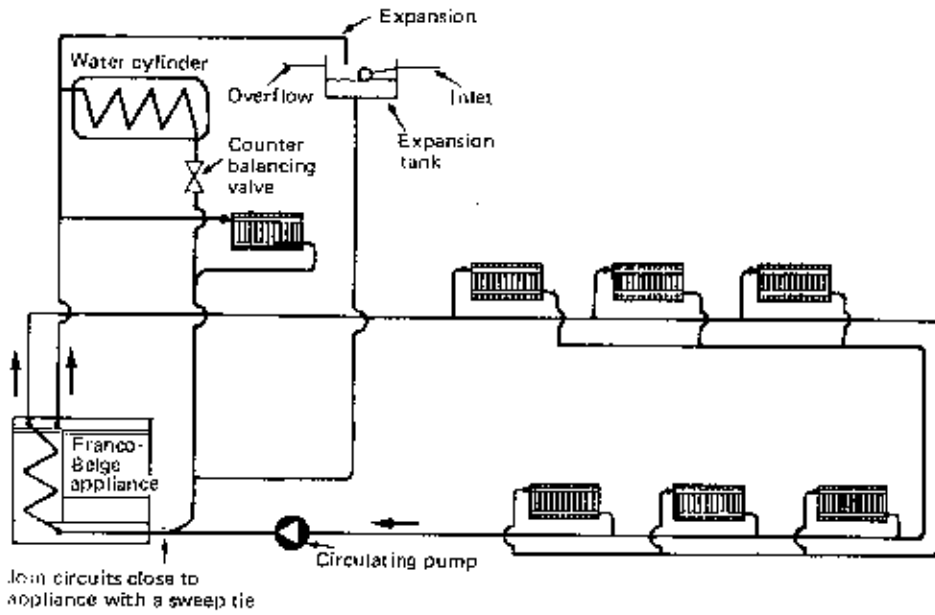 Expansion
Water cylinder
Overflow
Inlet
Expansion
tank
Counter
balancing
valve
Franco-
Belge
appliance
Circulating pump
Join circuits close to
appliance with a sweep tie